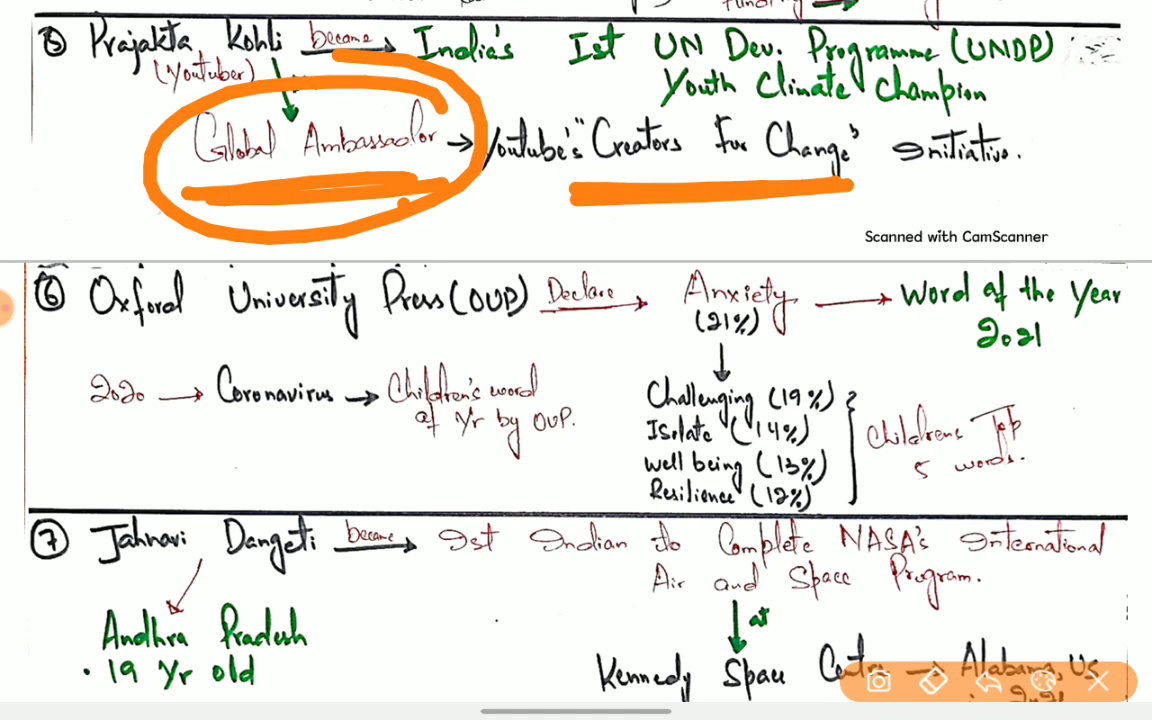 ⑤ Prajakta Kohli became → India's Ist UN Dev. Programme (UNDP)
(Youtuber) Youth Climate Champion
Global Ambassador → Youtube's "Creators For Change" Initiative.
Scanned with CamScanner
⑥ Oxford University Press (OUP) Declare → Anxiety → Word of the Year
(21%) 2021
2020 → Coronavirus → Children's word
of Yr by OUP.
Challenging (19%)
Isolate (14%)
Well being (13%)
Resilience (12%)
Childrens Top
5 words.
⑦ Jahnavi Dangeti became → Ist Indian to Complete NASA's International
Air and Space Program.
Andhra Pradesh
• 19 Yr old
at
Kennedy Space Centre → Alabama, US